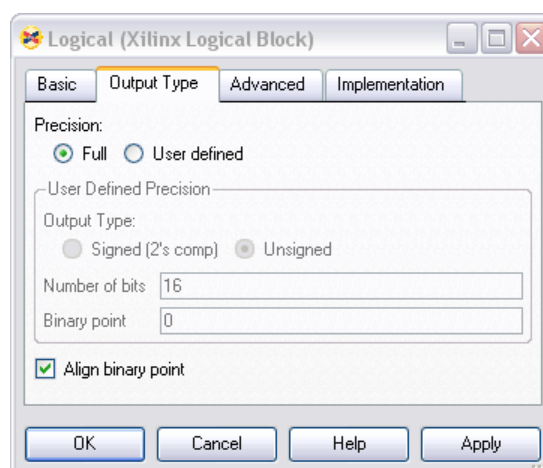 Logical (Xilinx Logical Block)
Basic Output Type Advanced Implementation
Precision:
Full User defined
User Defined Precision
Output Type:
Signed (2's comp) Unsigned
Number of bits 16
Binary point 0
Align binary point
OK Cancel Help Apply